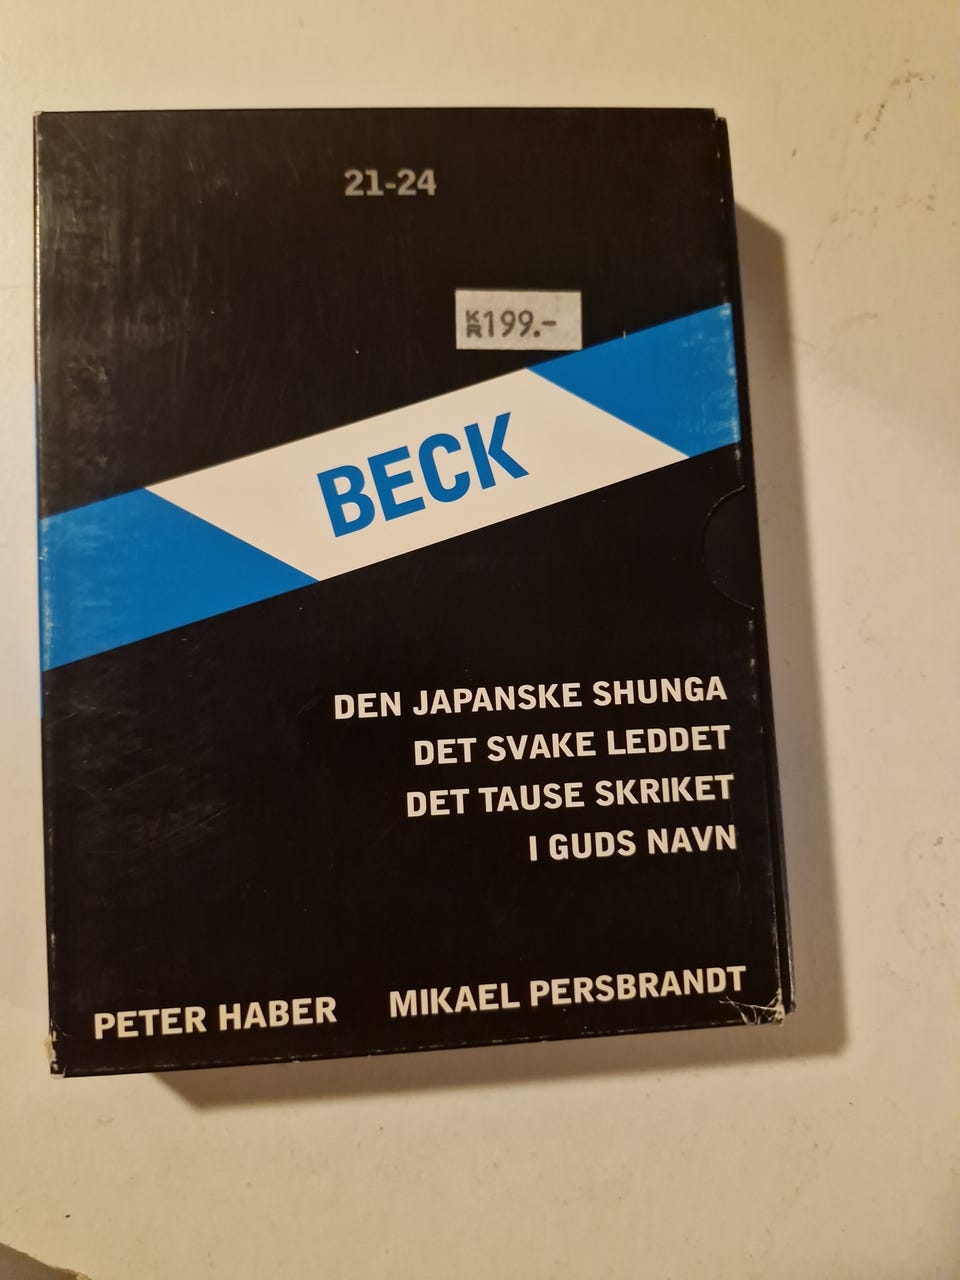 21-24
KR199.-
BECK
DEN JAPANSKE SHUNGA
DET SVAKE LEDDET
DET TAUSE SKRIKET
I GUDS NAVN
PETER HABER MIKAEL PERSBRANDT